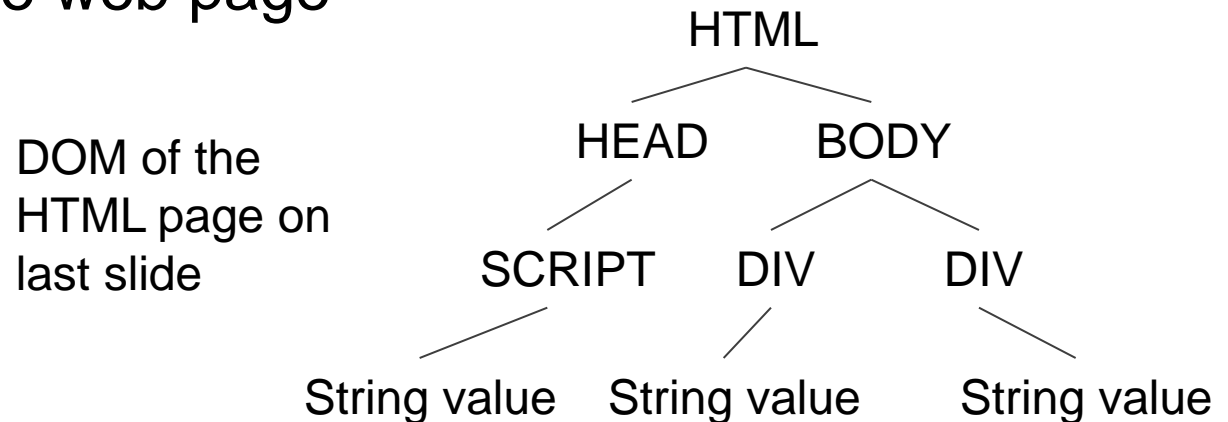 web page
HTML
HEAD BODY
DOM of the
HTML page on
last slide
SCRIPT DIV DIV
String value String value String value